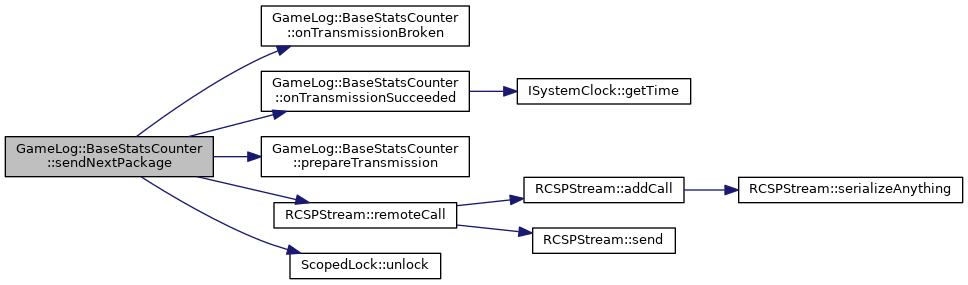 GameLog::BaseStatsCounter
::onTransmissionBroken
GameLog::BaseStatsCounter
::onTransmissionSucceeded
ISystemClock::getTime
GameLog::BaseStatsCounter
::sendNextPackage
GameLog::BaseStatsCounter
::prepareTransmission
RCSPStream::addCall
RCSPStream::serializeAnything
RCSPStream::remoteCall
RCSPStream::send
ScopedLock::unlock